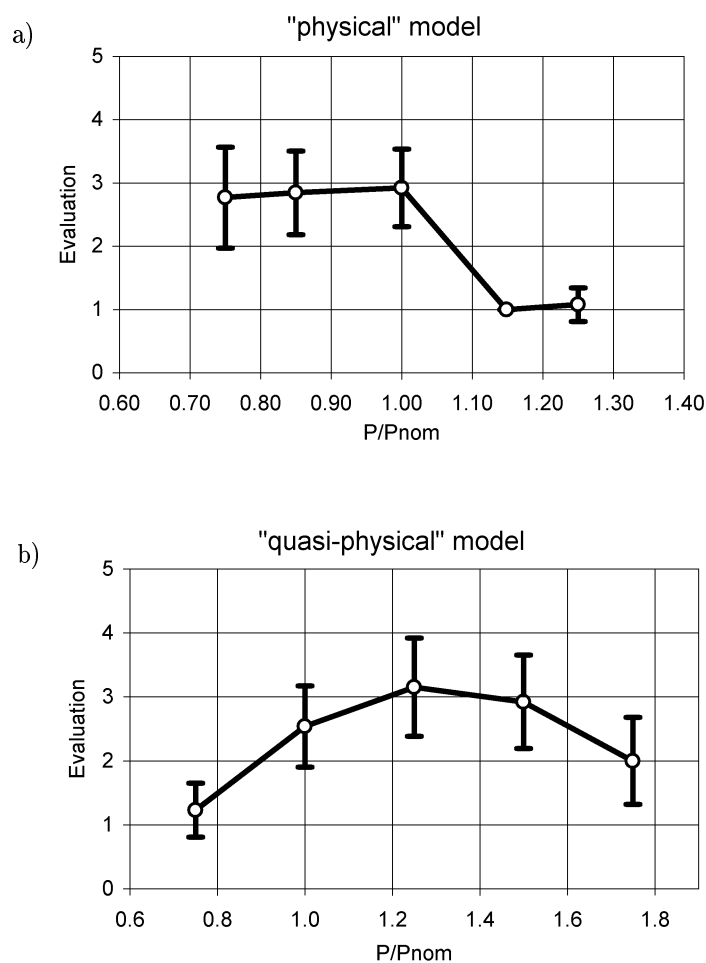 a)
"physical" model
5
4
3
2
1
0
Evaluation
0.60 0.70 0.80 0.90 1.00 1.10 1.20 1.30 1.40
P/Pnom
b)
"quasi-physical" model
5
4
3
2
1
0
Evaluation
0.6 0.8 1.0 1.2 1.4 1.6 1.8
P/Pnom